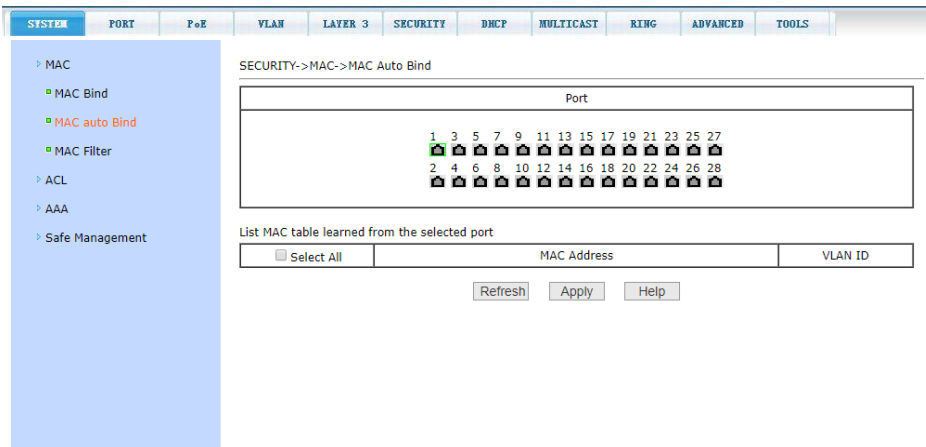 SYSTEM PORT PoE VLAN LAYER 3 SECURITY DHCP MULTICAST RING ADVANCED TOOLS
MAC
MAC Bind
MAC auto Bind
MAC Filter
ACL
AAA
Safe Management
SECURITY->MAC->MAC Auto Bind
Port
1 3 5 7 9 11 13 15 17 19 21 23 25 27
2 4 6 8 10 12 14 16 18 20 22 24 26 28
List MAC table learned from the selected port
Select All MAC Address VLAN ID
Refresh Apply Help